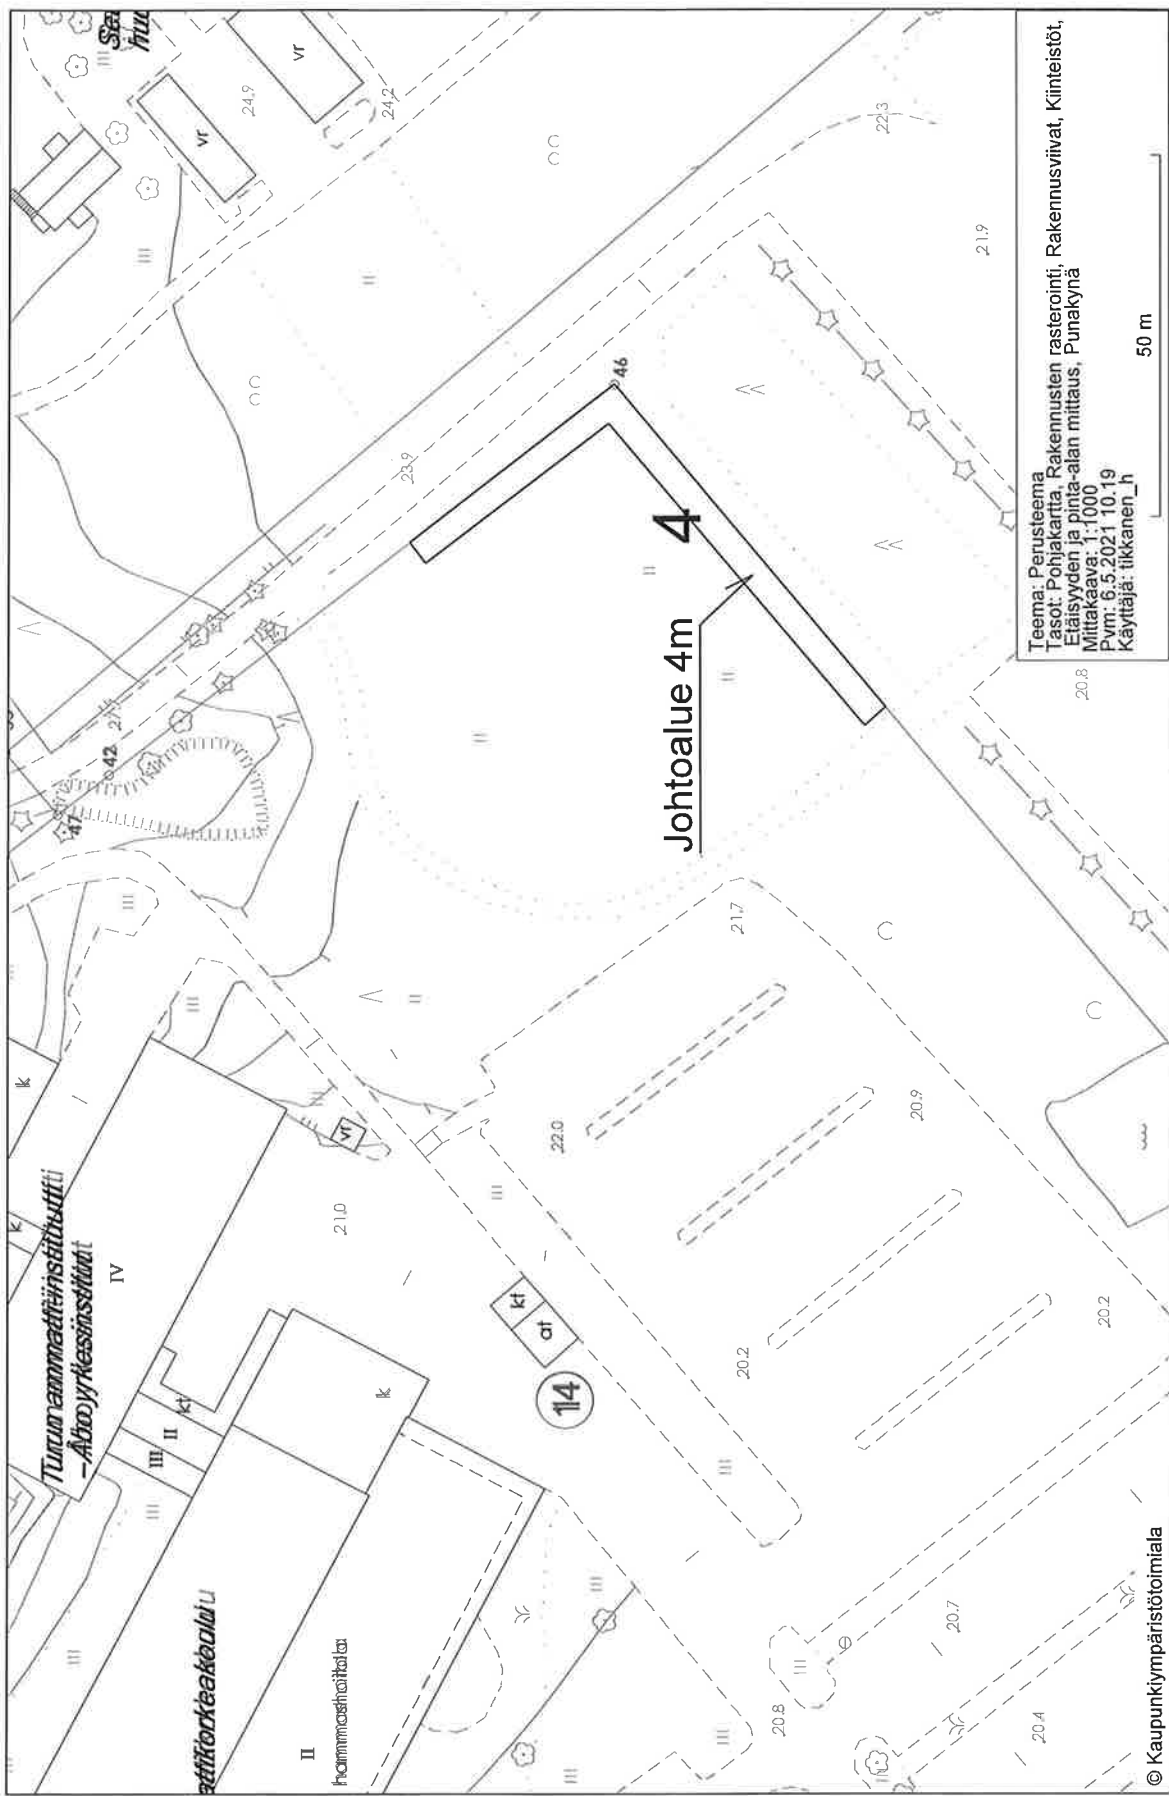 vr
vr
24.9
24.2
22.3
21.9
46
23.9
4
Johtoalue 4m
42
47
k
k
IV
21.0
vr
22.0
21.7
20.9
20.2
20.2
20.8
kt
at
14
kt
II
III
k
II
20.8
20.7
20.4
Teema: Perusteema
Tasot: Pohjakartta, Rakennusten rasterointi, Rakennusviivat, Kiinteistöt,
Etäisyyden ja pinta-alan mittaus, Punakynä
Mittakaava: 1:1000
Pvm: 6.5.2021 10.19
Käyttäjä: tikkanen_h
50 m
© Kaupunkiympäristötoimiala